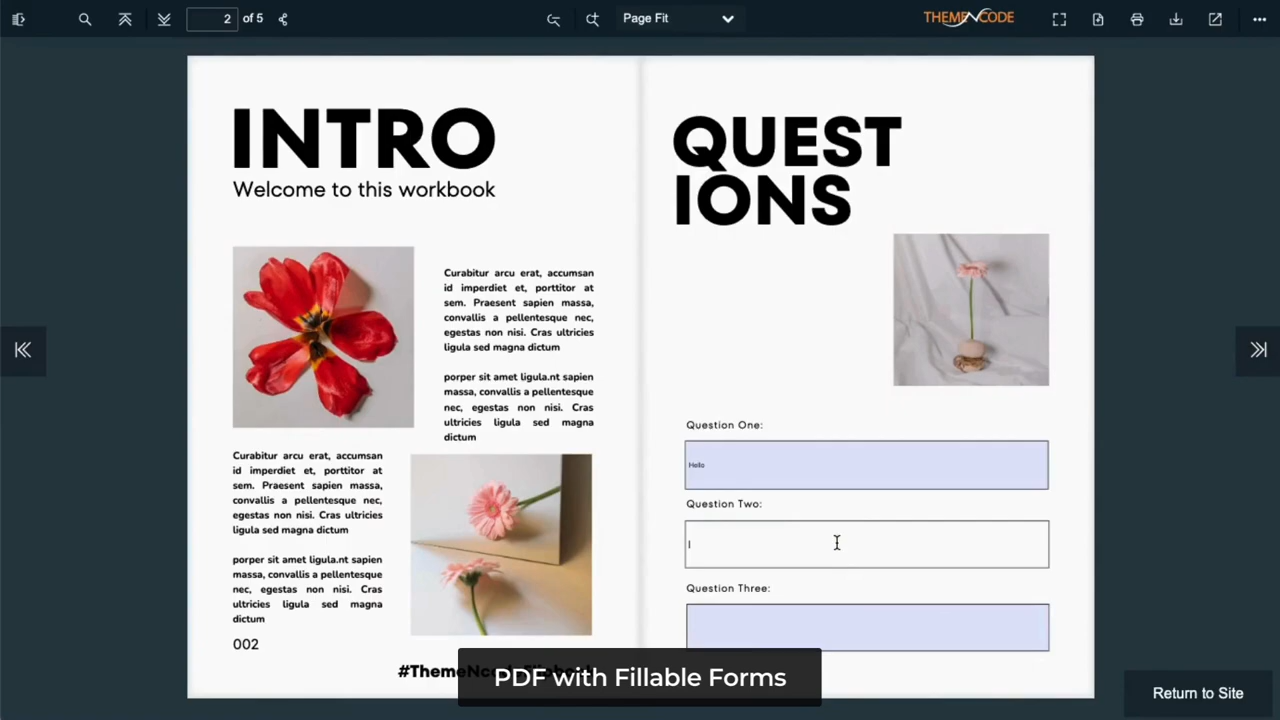 2 of 5
Page Fit
THEMENCODE
INTRO
Welcome to this workbook
Curabitur arcu erat, accumsan
id imperdiet et, porttitor at
sem. Praesent sapien massa,
convallis a pellentesque nec,
egestas non nisi. Cras ultricies
ligula sed magna dictum
porper sit amet ligula.nt sapien
massa, convallis a pellentesque
nec, egestas non nisi. Cras
ultricies ligula sed magna
dictum
Curabitur arcu erat, accumsan
id imperdiet et, porttitor at
sem. Praesent sapien massa,
convallis a pellentesque nec,
egestas non nisi. Cras ultricies
ligula sed magna dictum
porper sit amet ligula.nt sapien
massa, convallis a pellentesque
nec, egestas non nisi. Cras
ultricies ligula sed magna
dictum
002
QUEST
IONS
Question One:
Hello
Question Two:
Question Three:
PDF with Fillable Forms
Return to Site